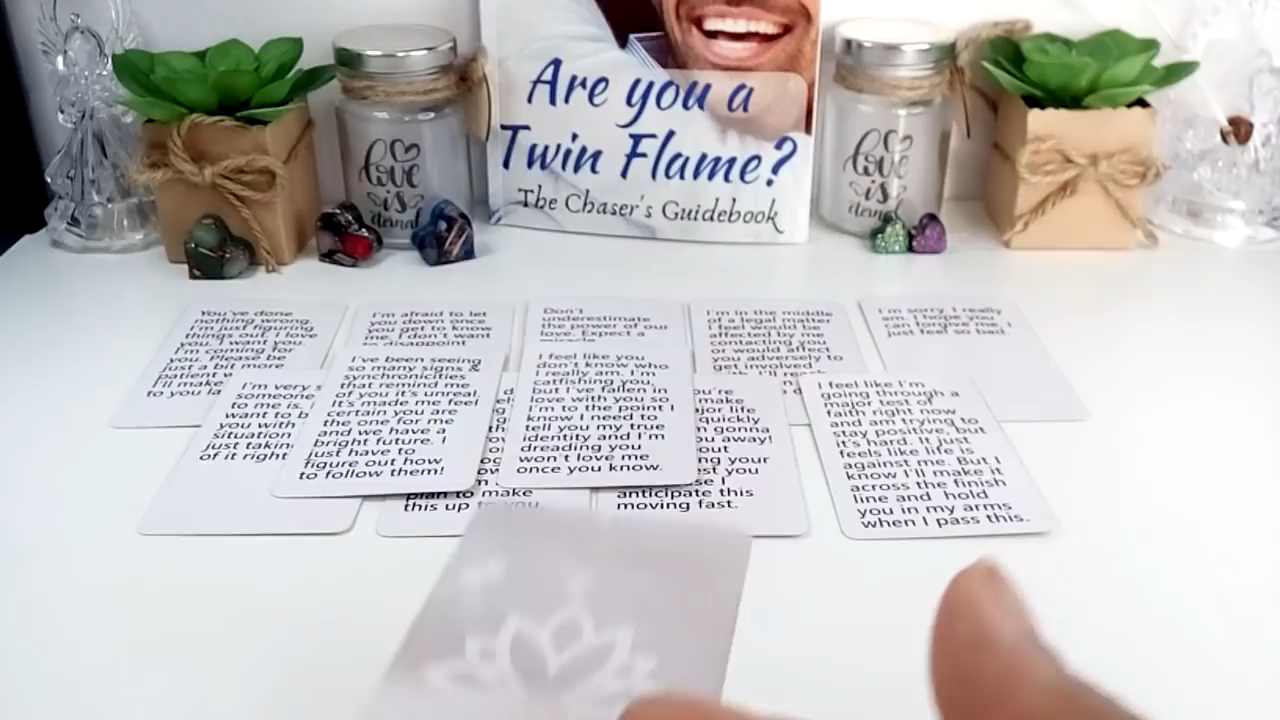 Are you a
Twin Flame?
The Chaser's Guidebook
love
is
eternal
love
is
eternal
You've done
nothing wrong,
I'm just figuring
things out. I love
you. I want you.
I'm coming for
you. Please be
just a bit more
patient
I'll make
to you
I'm afraid to let
you down once
you get to know
me. I don't want
to disappoint
Don't
underestimate
the power of our
love. Expect a
miracle
I'm in the middle
of a legal matter
I feel would be
affected by me
contacting you
or would affect
you adversely to
get involved
I'm sorry. I really
am. I hope you
can forgive me. I
just feel so bad.
I'm very
someone
to me is.
want to
you with
situation
just
of it right
I've been seeing
so many signs &
synchronicities
that remind me
of you it's unreal.
It's made me feel
certain you are
the one for me
and we have a
bright future. I
just have to
figure out how
to follow them!
plan to make
this up to you
I feel like you
don't know who
I really am. I'm
catfishing you,
but I've fallen in
love with you so
I'm to the point I
know I need to
tell you my true
identity and I'm
dreading you
won't love me
once you know.
make
life
quickly
gonna
away!
your
you
I
anticipate this
moving fast.
I feel like I'm
going through a
major test of
faith right now
and am trying to
stay positive, but
it's hard. It just
feels like life is
against me. But I
know I'll make it
across the finish
line and hold
you in my arms
when I pass this.